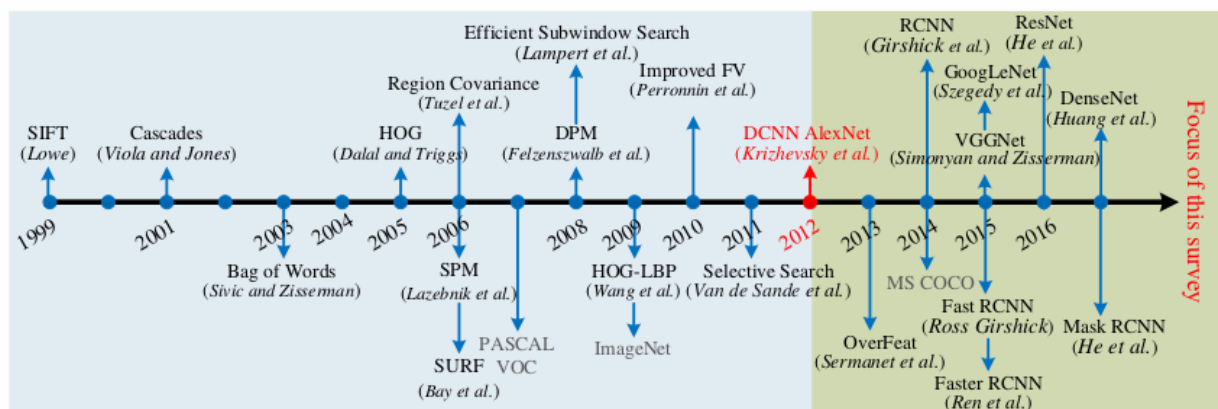 Efficient Subwindow Search
(Lampert et al.)
RCNN
(Girshick et al.)
ResNet
(He et al.)
Region Covariance
(Tuzel et al.)
Improved FV
(Perronnin et al.)
GoogLeNet
(Szegedy et al.)
DenseNet
(Huang et al.)
SIFT
(Lowe)
Cascades
(Viola and Jones)
HOG
(Dalal and Triggs)
DPM
(Felzenszwalb et al.)
DCNN AlexNet
(Krizhevsky et al.)
VGGNet
(Simonyan and Zisserman)
1999
2001
2003
2004
2005
2006
2008
2009
2010
2011
2012
2013
2014
2015
2016
Bag of Words
(Sivic and Zisserman)
SPM
(Lazebnik et al.)
HOG-LBP
(Wang et al.)
Selective Search
(Van de Sande et al.)
MS COCO
Fast RCNN
(Ross Girshick)
Mask RCNN
(He et al.)
PASCAL
VOC
ImageNet
OverFeat
(Sermanet et al.)
SURF
(Bay et al.)
Faster RCNN
(Ren et al.)
Focus of this survey